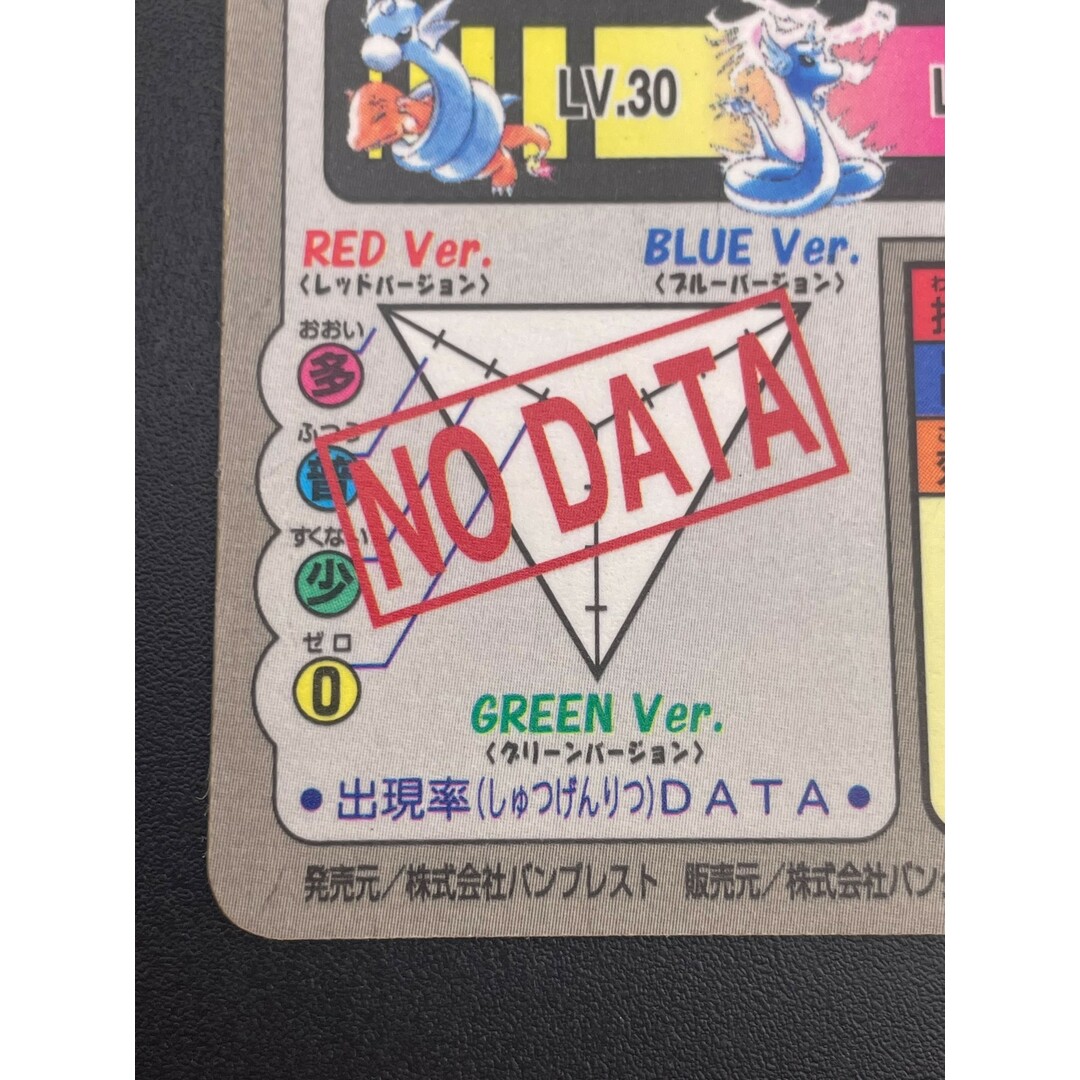 LV.30
RED Ver.
〈レッドバージョン〉
BLUE Ver.
〈ブルーバージョン〉
おおい
多
ふつう
普
すくない
少
ゼロ
0
NO DATA
GREEN Ver.
〈グリーンバージョン〉
•出現率(しゅつげんりつ)DATA•
発売元／株式会社バンプレスト 販売元／株式会社バン